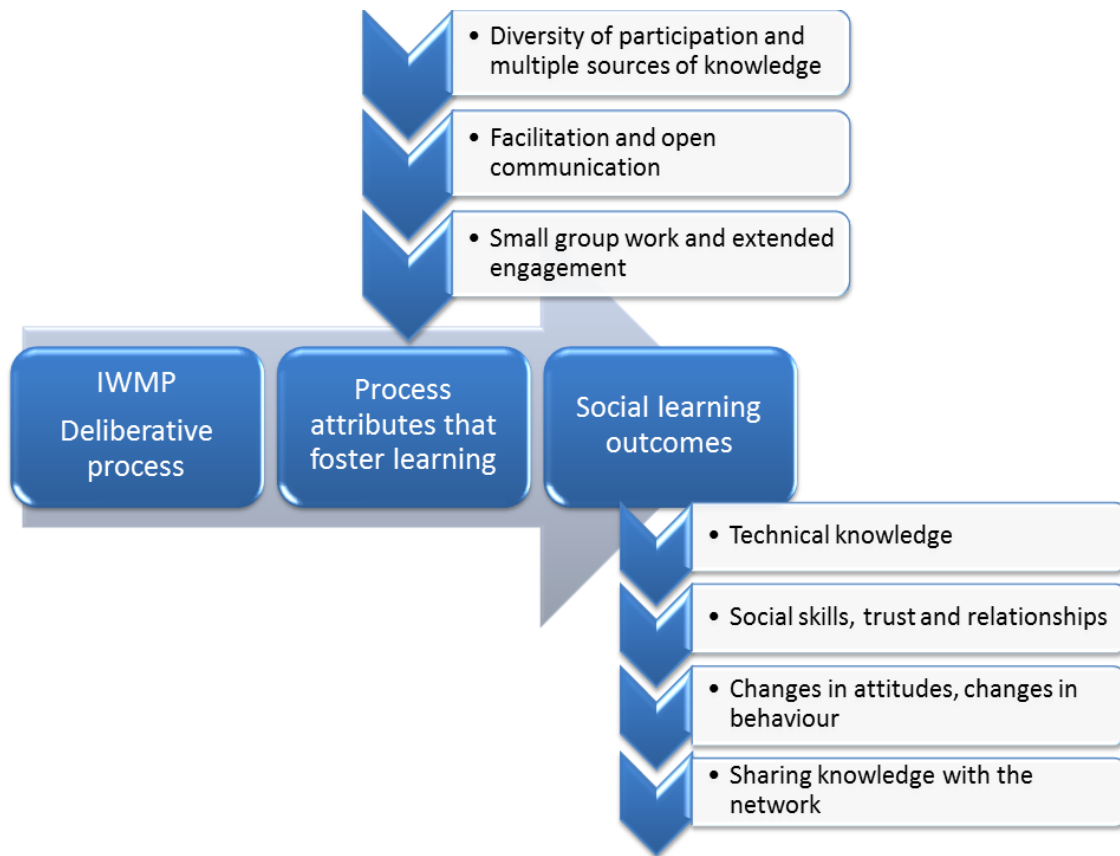 • Diversity of participation and
multiple sources of knowledge
• Facilitation and open
communication
• Small group work and extended
engagement
IWMP
Deliberative
process
Process
attributes that
foster learning
Social learning
outcomes
• Technical knowledge
• Social skills, trust and relationships
• Changes in attitudes, changes in
behaviour
• Sharing knowledge with the
network